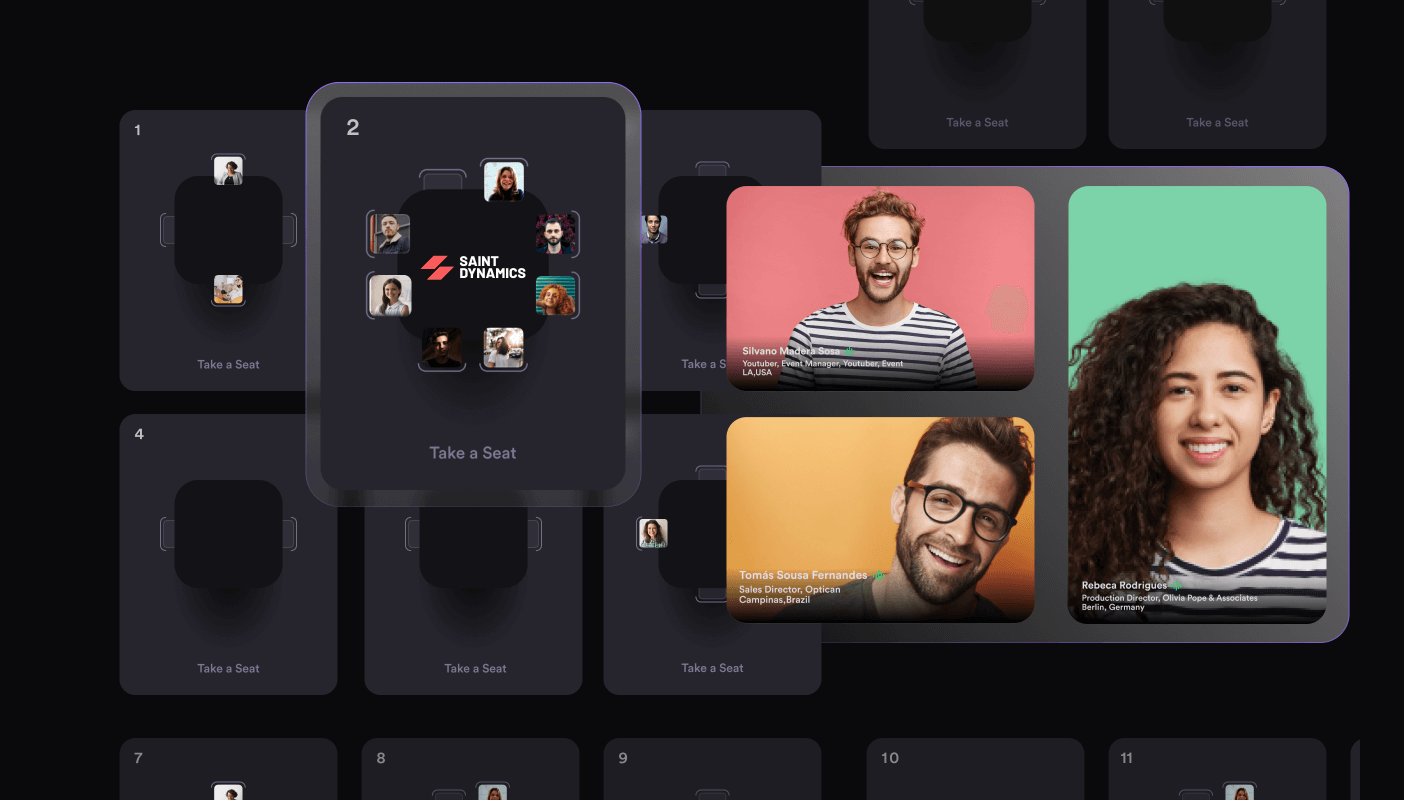 Take a Seat
Take a Seat
1
2
SAINT
DYNAMICS
Take a Seat
Take a Seat
Take a S
Silvano Madera Sosa
Youtuber, Event Manager, Youtuber, Event
LA,USA
4
Tomás Sousa Fernandes
Sales Director, Optican
Campinas,Brazil
Rebeca Rodrigues
Production Director, Olivia Pope & Associates
Berlin, Germany
Take a Seat
Take a Seat
Take a Seat
7
8
9
10
11